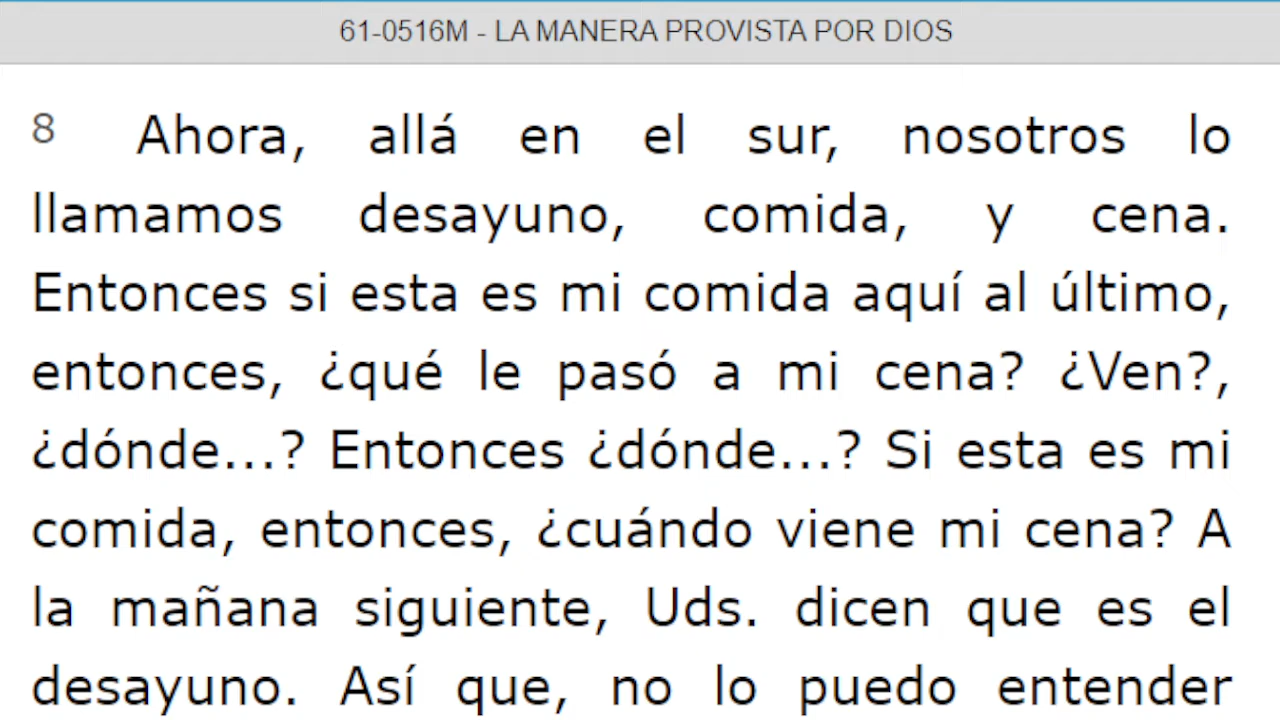 61-0516M - LA MANERA PROVISTA POR DIOS
8 Ahora, allá en el sur, nosotros lo
llamamos desayuno, comida, y cena.
Entonces si esta es mi comida aquí al último,
entonces, ¿qué le pasó a mi cena? ¿Ven?,
¿dónde...? Entonces ¿dónde...? Si esta es mi
comida, entonces, ¿cuándo viene mi cena? A
la mañana siguiente, Uds. dicen que es el
desayuno. Así que, no lo puedo entender